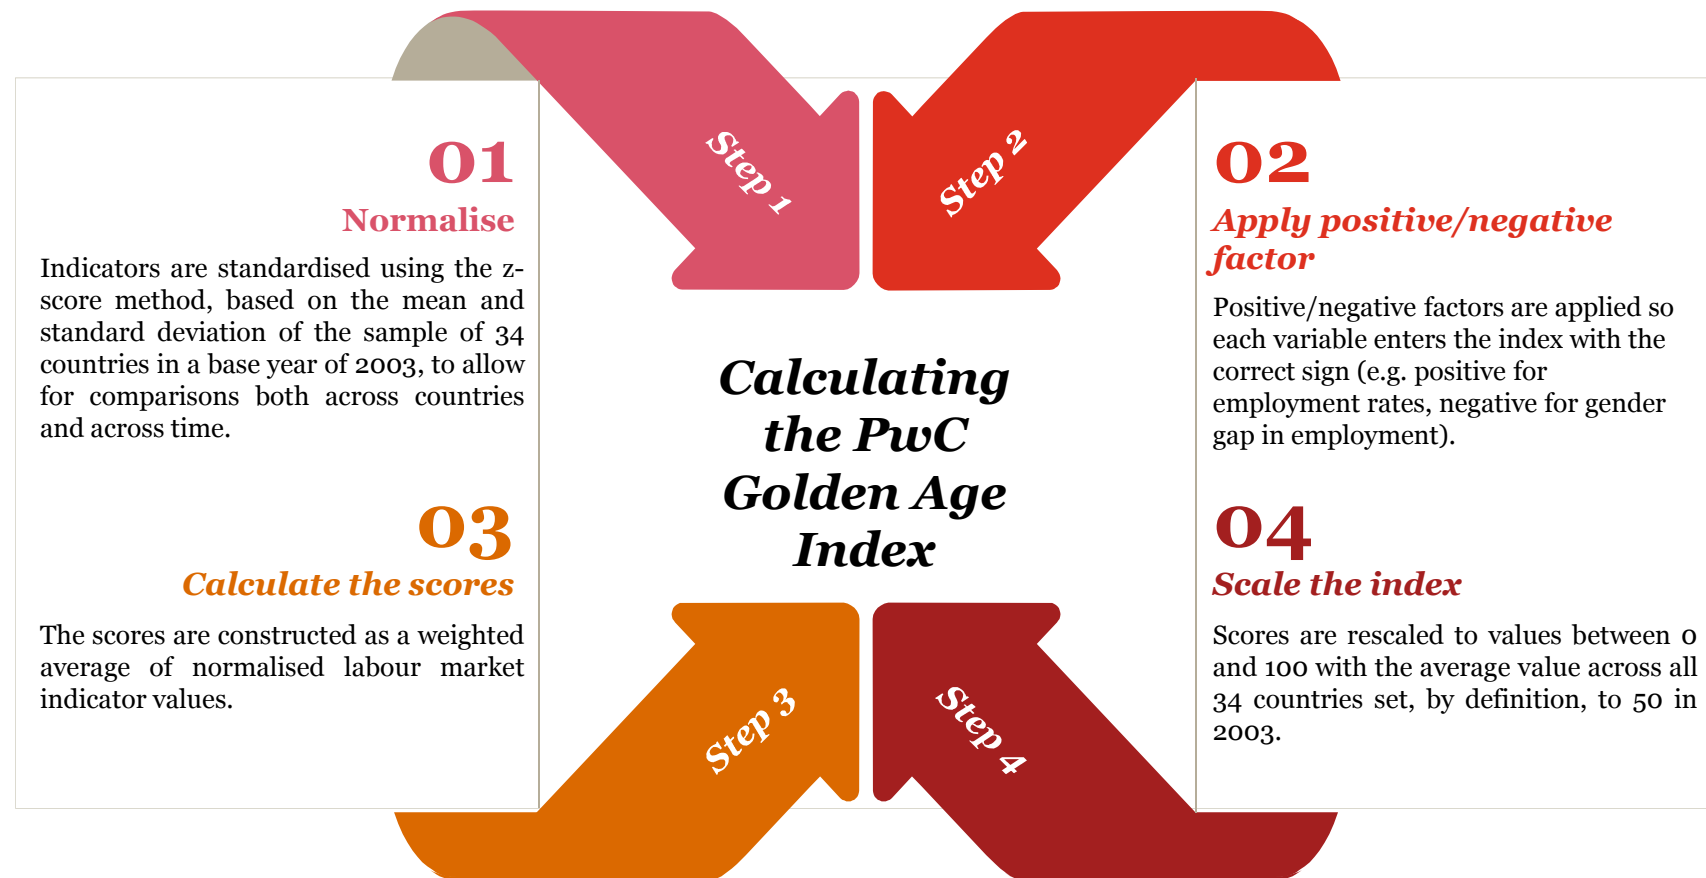 Step 1
Step 2
01
Normalise
Indicators are standardised using the z-
score method, based on the mean and
standard deviation of the sample of 34
countries in a base year of 2003, to allow
for comparisons both across countries
and across time.
02
Apply positive/negative
factor
Positive/negative factors are applied so
each variable enters the index with the
correct sign (e.g. positive for
employment rates, negative for gender
gap in employment).
Calculating
the PwC
Golden Age
Index
03
Calculate the scores
The scores are constructed as a weighted
average of normalised labour market
indicator values.
04
Scale the index
Scores are rescaled to values between 0
and 100 with the average value across all
34 countries set, by definition, to 50 in
2003.
Step 3
Step 4